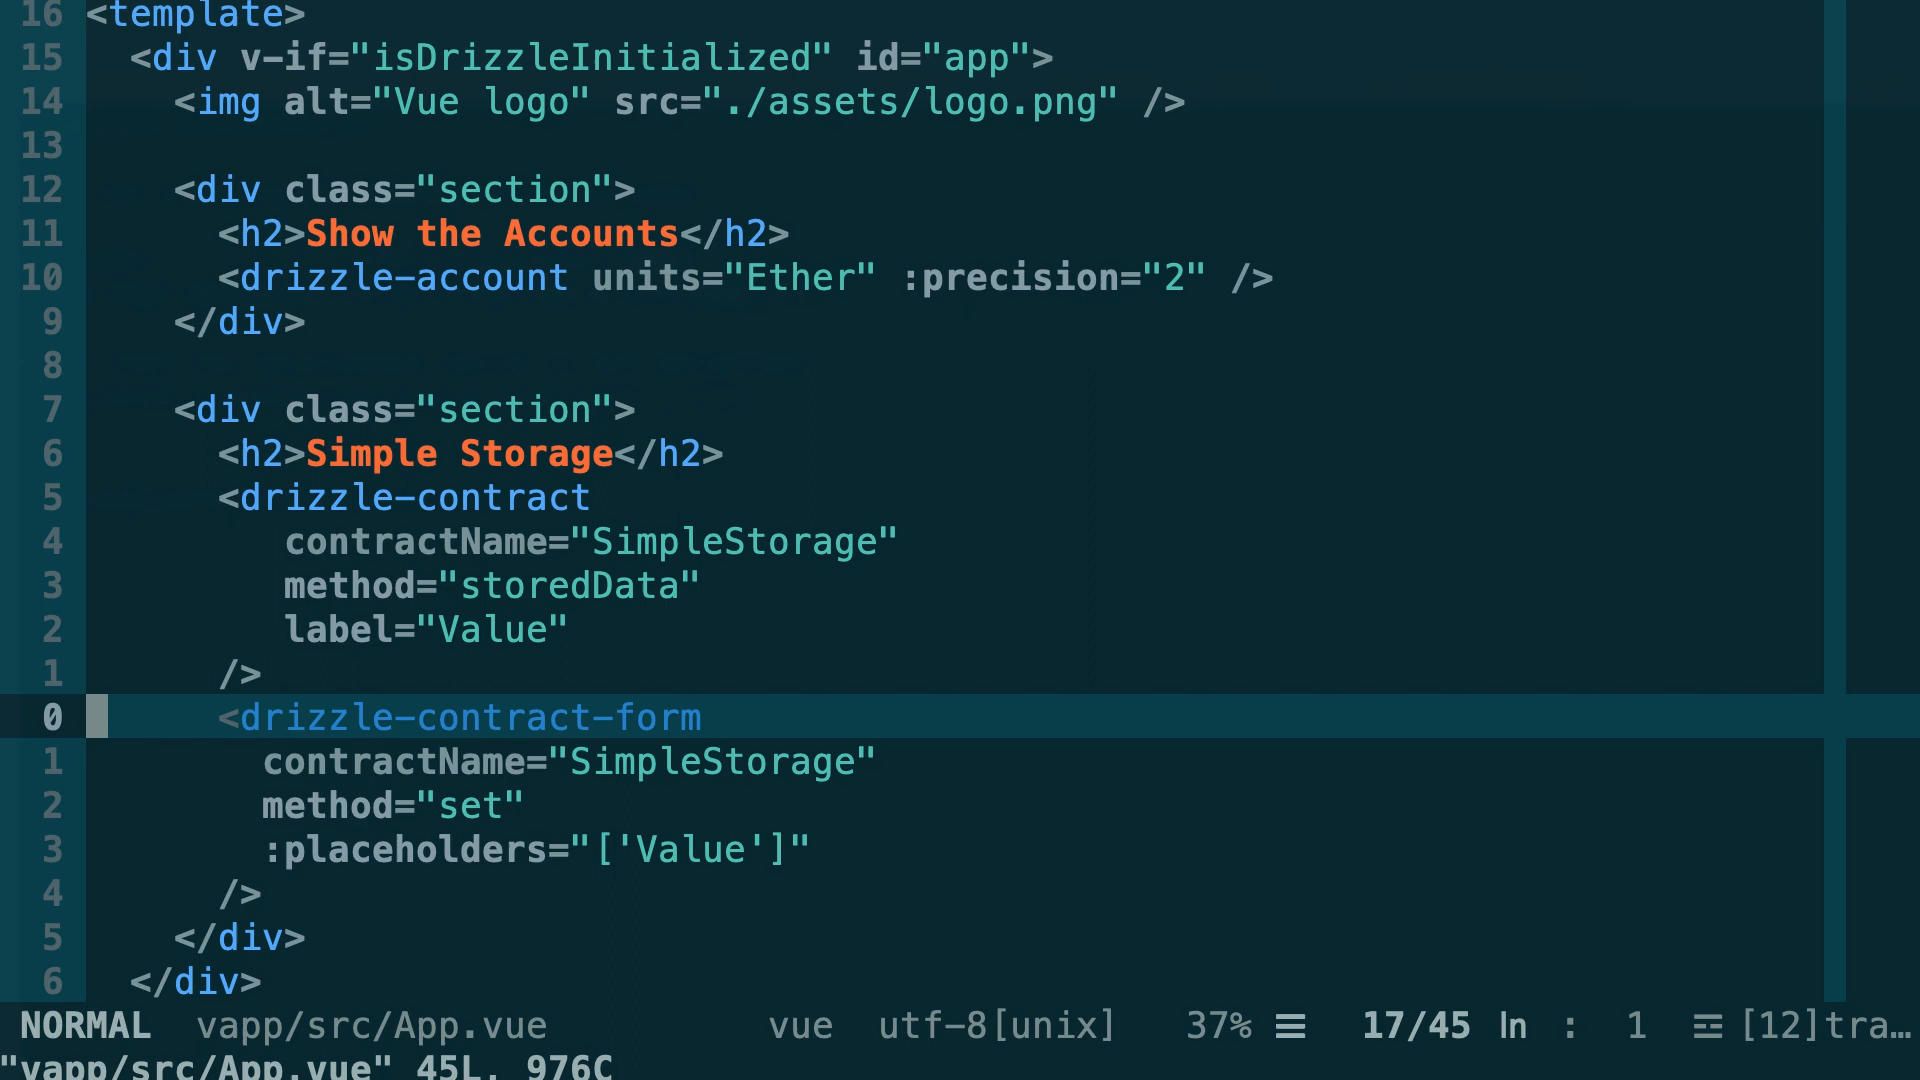 16 <template>
15   <div v-if="isDrizzleInitialized" id="app">
14     <img alt="Vue logo" src="./assets/logo.png" />
13
12     <div class="section">
11       <h2>Show the Accounts</h2>
10       <drizzle-account units="Ether" :precision="2" />
 9     </div>
 8
 7     <div class="section">
 6       <h2>Simple Storage</h2>
 5       <drizzle-contract
 4          contractName="SimpleStorage"
 3          method="storedData"
 2          label="Value"
 1       />
 0       <drizzle-contract-form
 1         contractName="SimpleStorage"
 2         method="set"
 3         :placeholders="['Value']"
 4       />
 5     </div>
 6   </div>
NORMAL vapp/src/App.vue vue utf-8[unix] 37% ☰ 17/45 ln : 1 ☲ [12]tra…
"vapp/src/App.vue" 45L, 976C